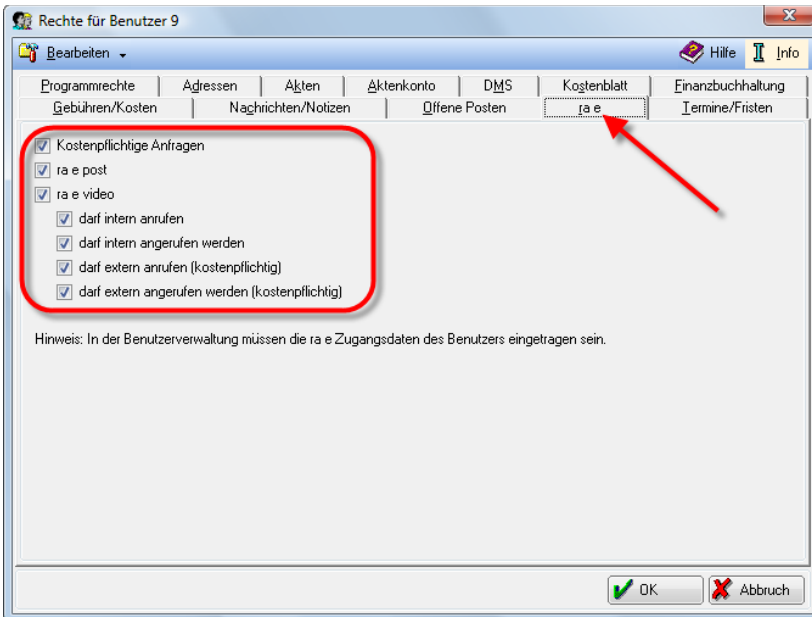 Rechte für Benutzer 9
Bearbeiten Hilfe Info
Programmrechte Adressen Akten Aktenkonto DMS Kostenblatt Finanzbuchhaltung
Gebühren/Kosten Nachrichten/Notizen Offene Posten ra e Termine/Fristen
Kostenpflichtige Anfragen
ra e post
ra e video
darf intern anrufen
darf intern angerufen werden
darf extern anrufen (kostenpflichtig)
darf extern angerufen werden (kostenpflichtig)
Hinweis: In der Benutzerverwaltung müssen die ra e Zugangsdaten des Benutzers eingetragen sein.
OK Abbruch